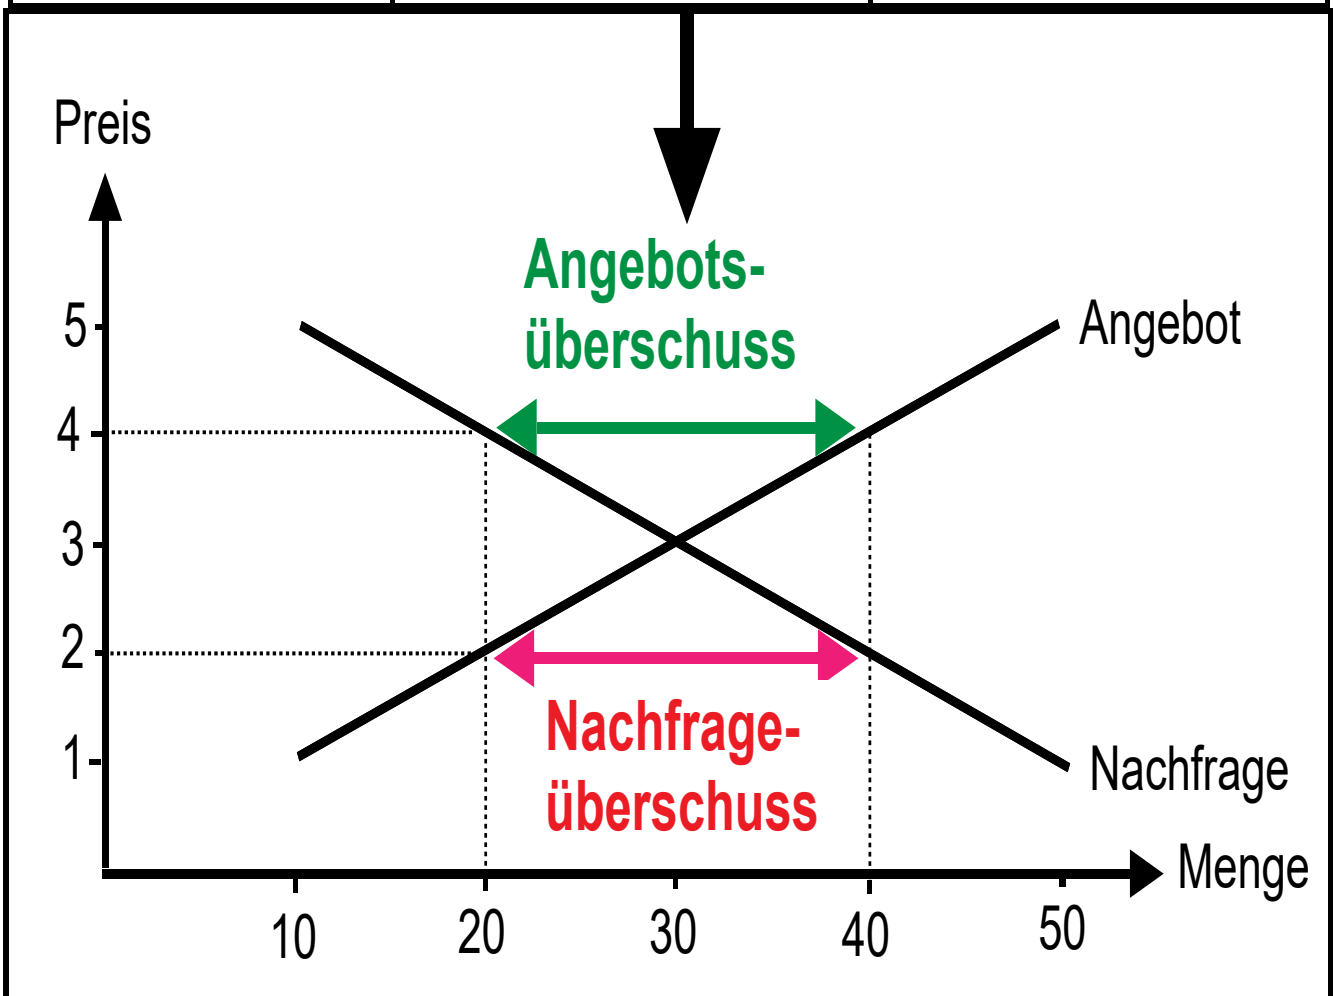 Preis
Angebots-
überschuss
5
Angebot
4
3
2
Nachfrage-
überschuss
1
Nachfrage
Menge
10
20
30
40
50